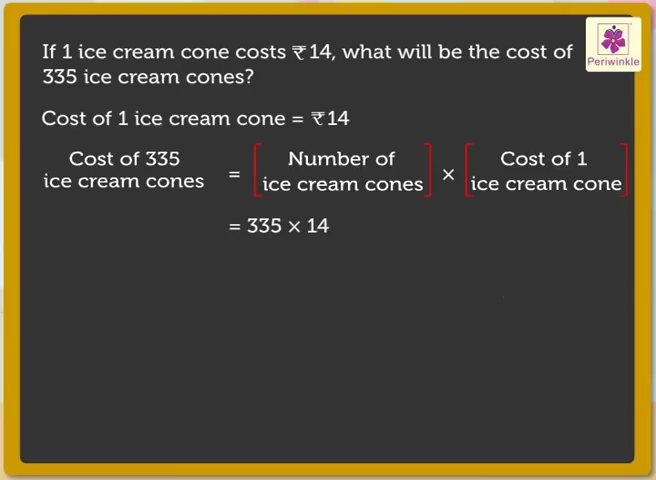 If 1 ice cream cone costs ₹14, what will be the cost of
335 ice cream cones?
Periwinkle
Cost of 1 ice cream cone = ₹14
Cost of 335 ice cream cones = [Number of ice cream cones] × [Cost of 1 ice cream cone]
= 335 × 14